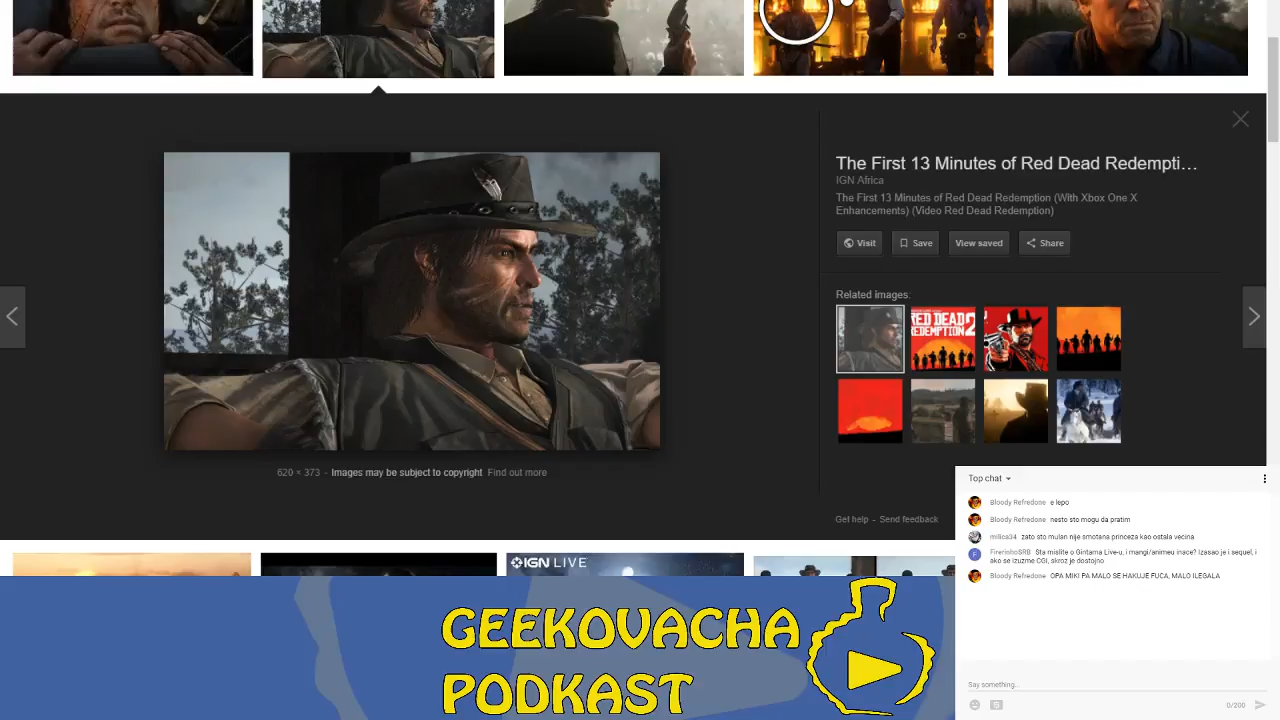 The First 13 Minutes of Red Dead Redempti...
IGN Africa
The First 13 Minutes of Red Dead Redemption (With Xbox One X
Enhancements) (Video Red Dead Redemption)
Visit
Save
View saved
Share
Related images:
RED DEAD
REDEMPTION 2
620 × 373 - Images may be subject to copyright Find out more
Get help - Send feedback
Top chat
Bloody Refredone e lepo
Bloody Refredone nesto sto mogu da pratim
milica34 zato sto mulan nije smotana princeza kao ostala vecina
F
FirerinhoSRB Sta mislite o Gintama Live-u, i mangi/animeu inace? Izasao je i sequel, i
ako se izuzme CGI, skroz je dostojno
Bloody Refredone OPA MIKI PA MALO SE HAKUJE FUCA, MALO ILEGALA
IGN LIVE
GEEKOVACHA
PODKAST
Say something...
0/200